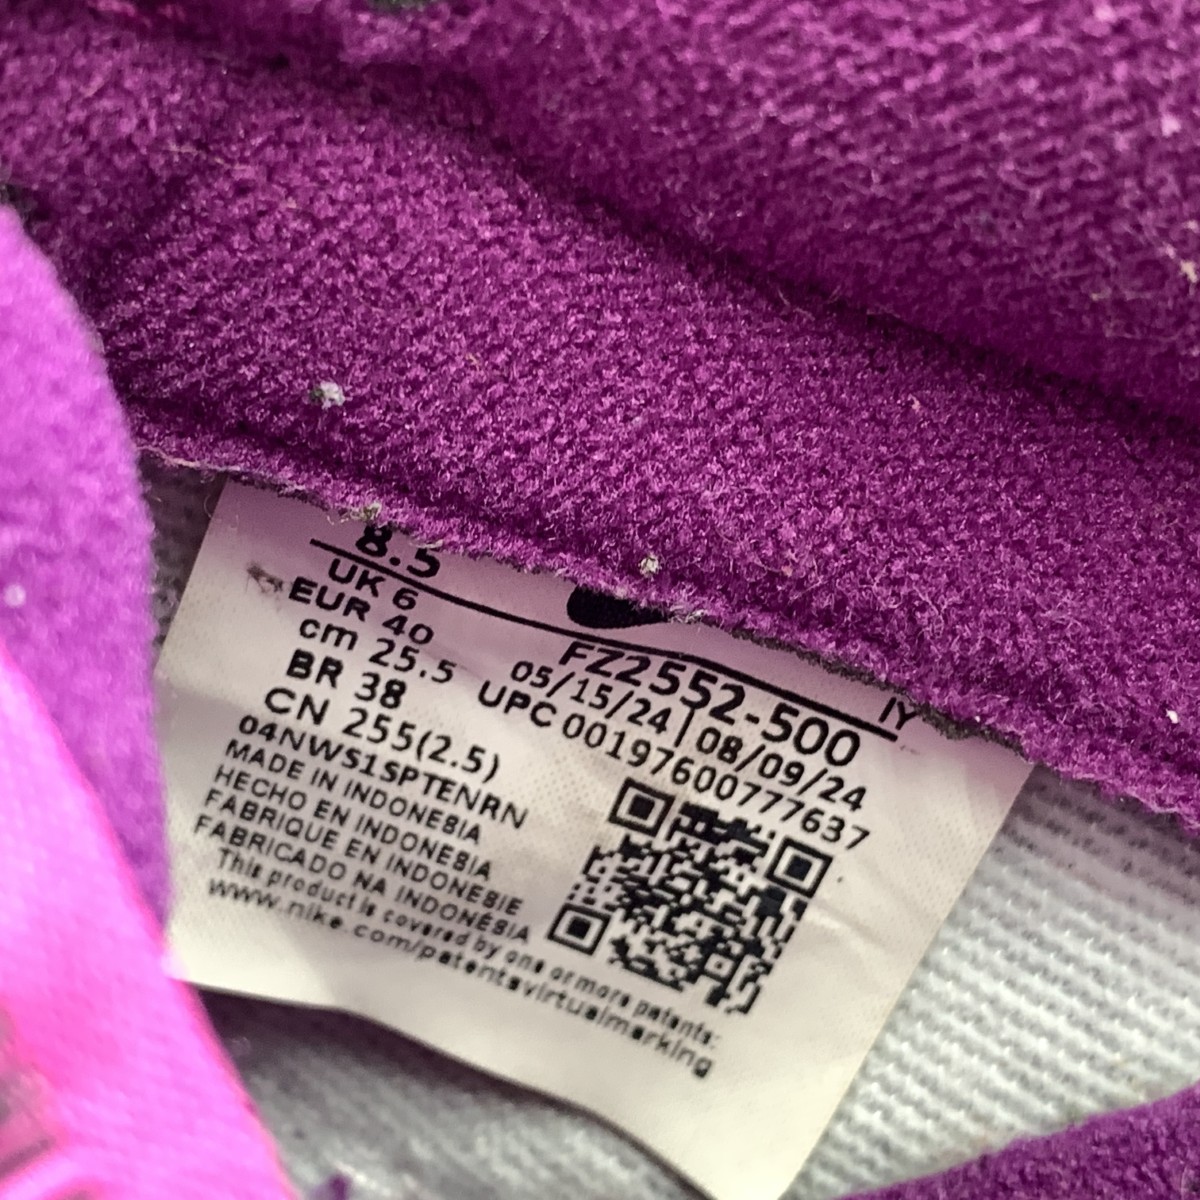 8.5
UK 6
EUR 40
cm 25.5
BR 38
CN 255(2.5)
IY
FZ2552-500
05/15/24 | 08/09/24
UPC 00197600777637
04NWS1SPTENRN
MADE IN INDONESIA
HECHO EN INDONESIA
FABRIQUE EN INDONESIE
FABRICADO NA INDONÉSIA
This product is covered by one or more patents:
www.nike.com/patentsvirtualmarking